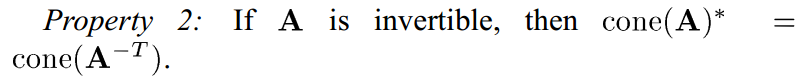 Property 2: If A is invertible, then cone(A)* =
cone(A^{-T}).